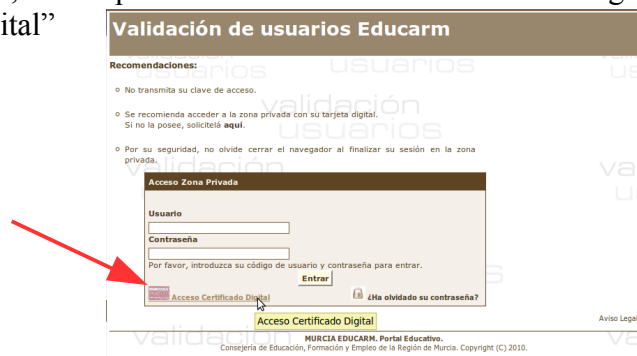 ital”
Validación de usuarios Educarm
Recomendaciones:
No transmita su clave de acceso.
Se recomienda acceder a la zona privada con su tarjeta digital.
Si no la posee, solicitelá aquí.
Por su seguridad, no olvide cerrar el navegador al finalizar su sesión en la zona
privada.
Acceso Zona Privada
Usuario
Contraseña
Por favor, introduzca su código de usuario y contraseña para entrar.
Entrar
Acceso Certificado Digital
¿Ha olvidado su contraseña?
Acceso Certificado Digital
Aviso Legal
MURCIA EDUCARM. Portal Educativo.
Consejería de Educación, Formación y Empleo de la Región de Murcia. Copyright (C) 2010.